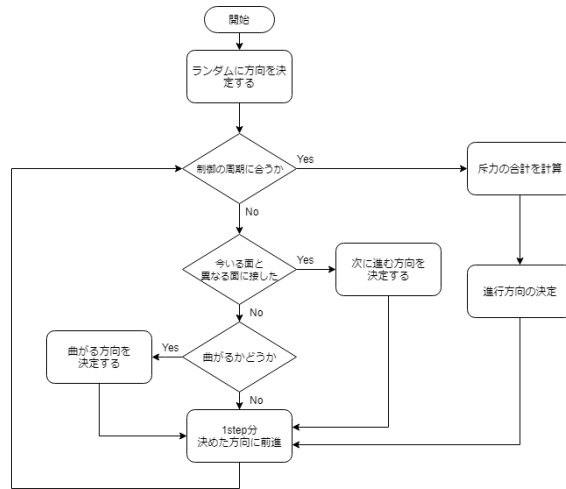 開始
ランダムに方向を決
定する
制御の周期に合うか
Yes
斥力の合計を計算
No
今いる面と
異なる面に接した
Yes
次に進む方向を
決定する
進行方向の決定
No
曲がるかどうか
Yes
曲がる方向を
決定する
No
1step分
決めた方向に前進